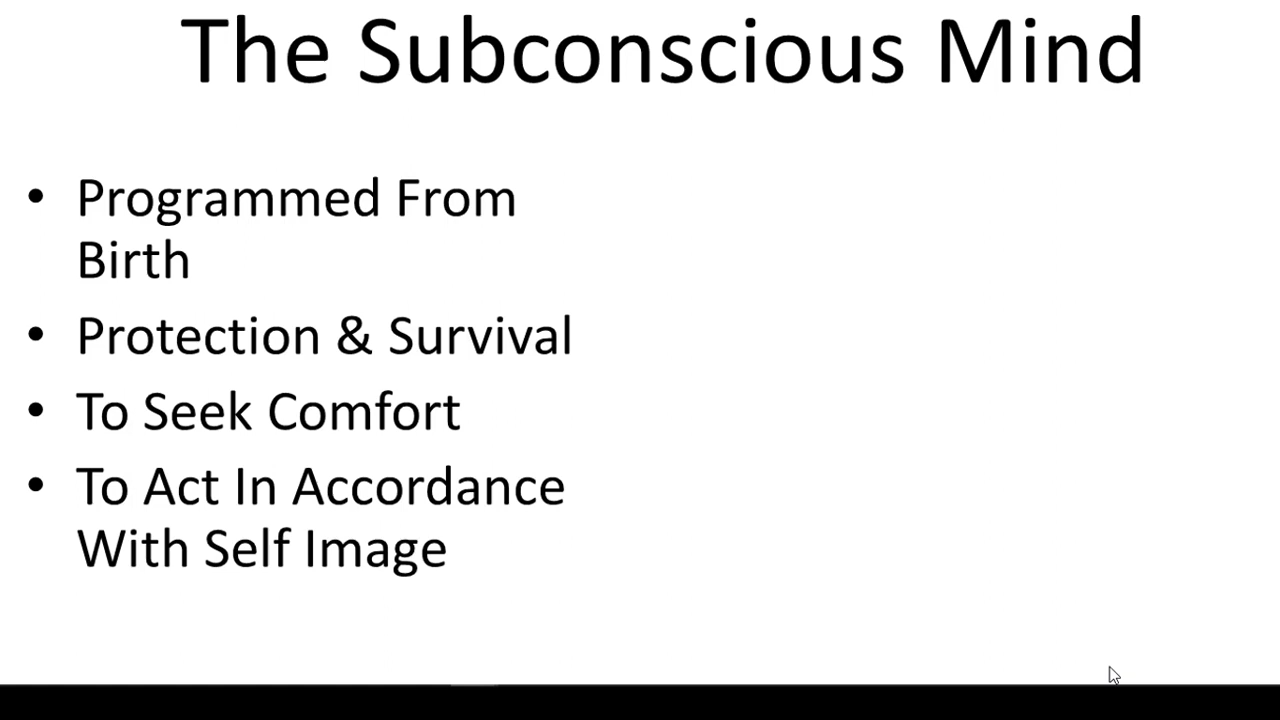 The Subconscious Mind
• Programmed From
Birth
• Protection & Survival
• To Seek Comfort
• To Act In Accordance
With Self Image